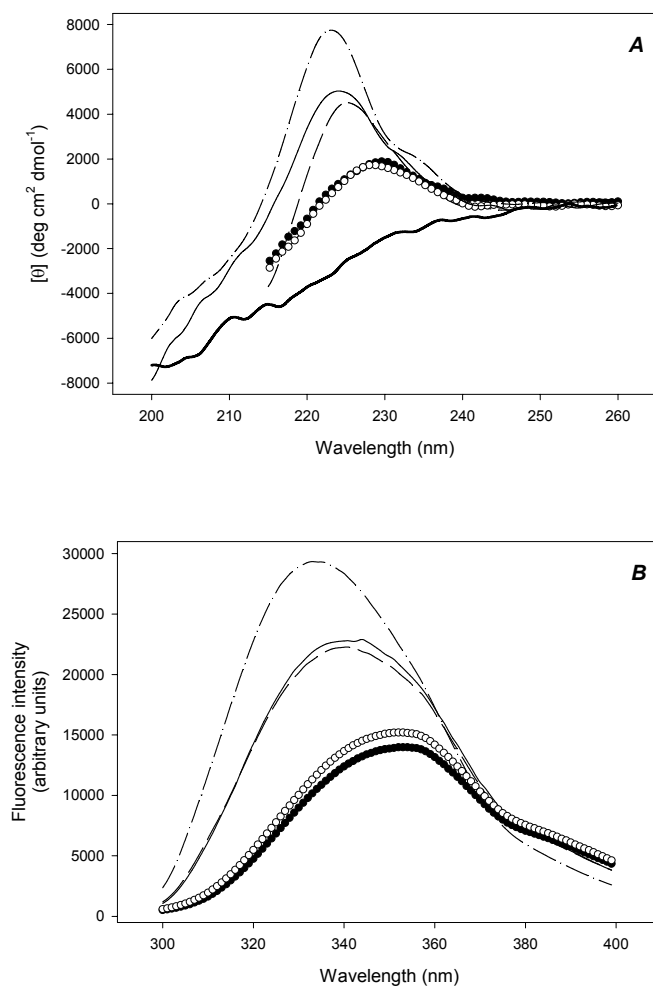 A
8000
6000
4000
2000
0
-2000
-4000
-6000
-8000
[θ] (deg cm² dmol⁻¹)
200 210 220 230 240 250 260
Wavelength (nm)
B
30000
25000
20000
15000
10000
5000
0
Fluorescence intensity
(arbitrary units)
300 320 340 360 380 400
Wavelength (nm)